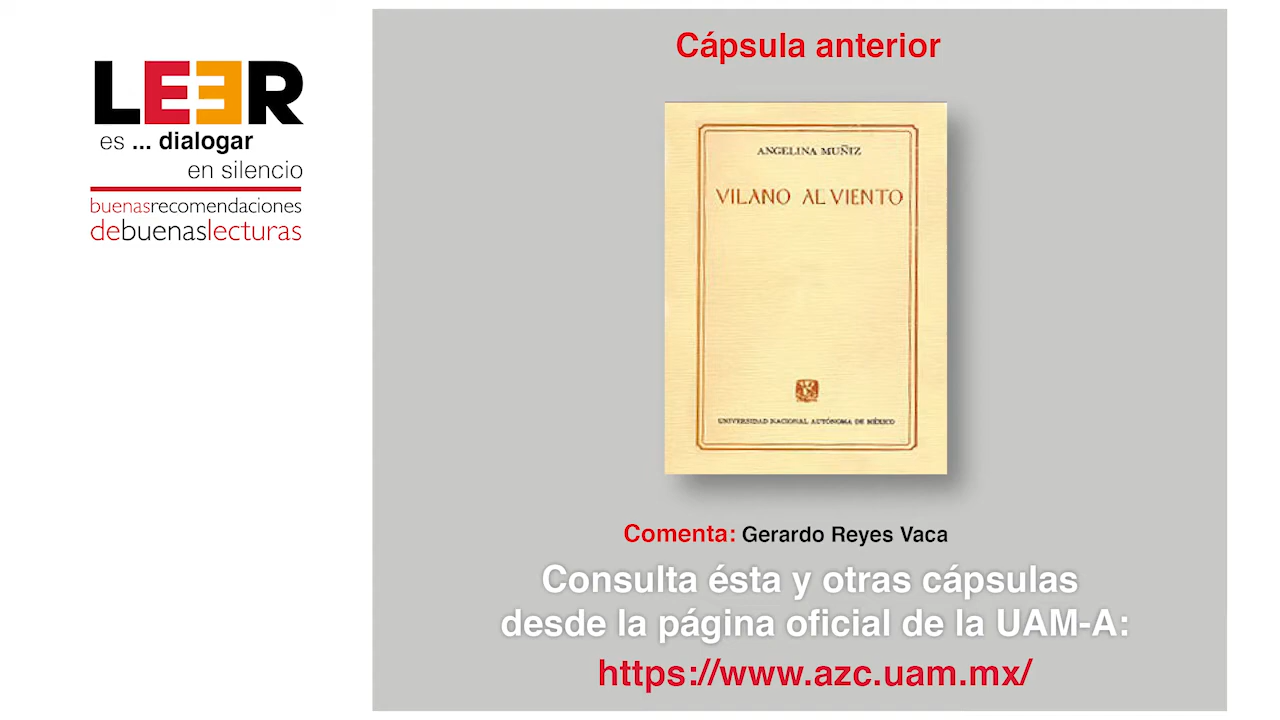 LEER
es ... dialogar
en silencio
buenasrecomendaciones
debuenaslecturas
Cápsula anterior
ANGELINA MUÑIZ
VILANO AL VIENTO
UNIVERSIDAD NACIONAL AUTÓNOMA DE MÉXICO
Comenta: Gerardo Reyes Vaca
Consulta ésta y otras cápsulas
desde la página oficial de la UAM-A:
https://www.azc.uam.mx/